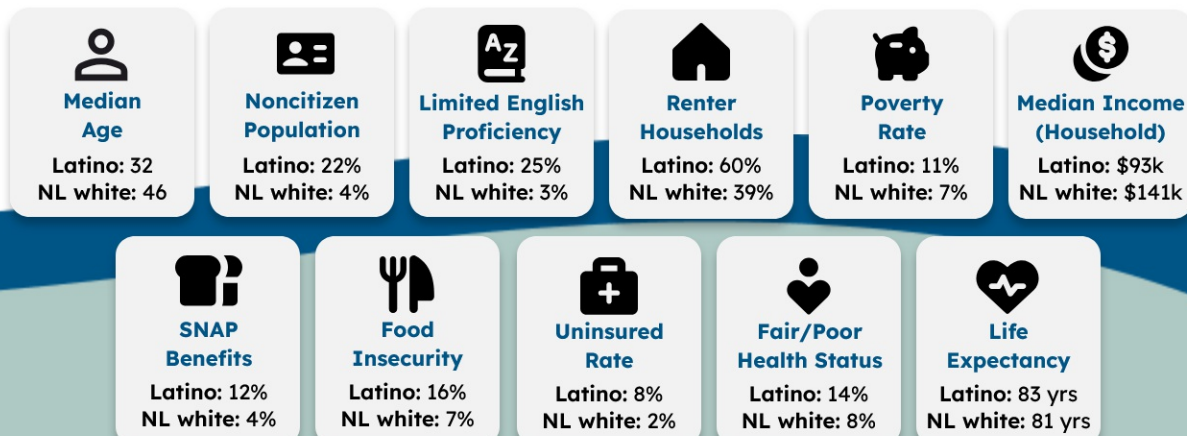 AZ
Median
Age
Latino: 32
NL white: 46
Noncitizen
Population
Latino: 22%
NL white: 4%
Limited English
Proficiency
Latino: 25%
NL white: 3%
Renter
Households
Latino: 60%
NL white: 39%
Poverty
Rate
Latino: 11%
NL white: 7%
$
Median Income
(Household)
Latino: $93k
NL white: $141k
SNAP
Benefits
Latino: 12%
NL white: 4%
Food
Insecurity
Latino: 16%
NL white: 7%
Uninsured
Rate
Latino: 8%
NL white: 2%
Fair/Poor
Health Status
Latino: 14%
NL white: 8%
Life
Expectancy
Latino: 83 yrs
NL white: 81 yrs